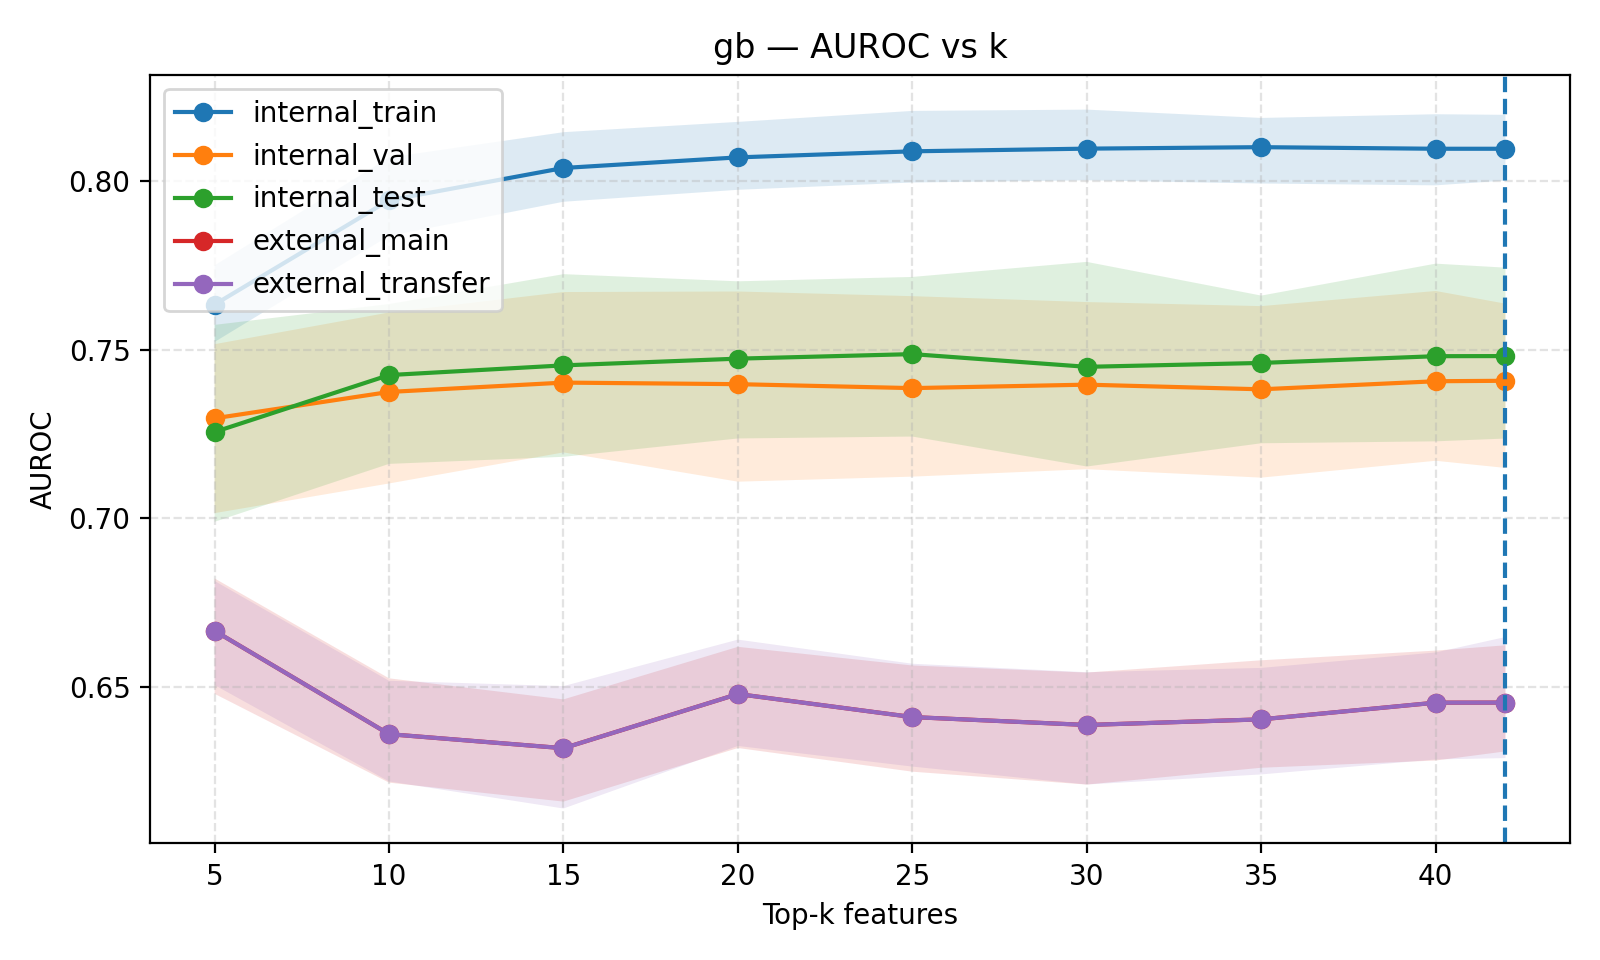 gb — AUROC vs k
internal_train
internal_val
internal_test
external_main
external_transfer
0.80
0.75
0.70
0.65
AUROC
5 10 15 20 25 30 35 40
Top-k features